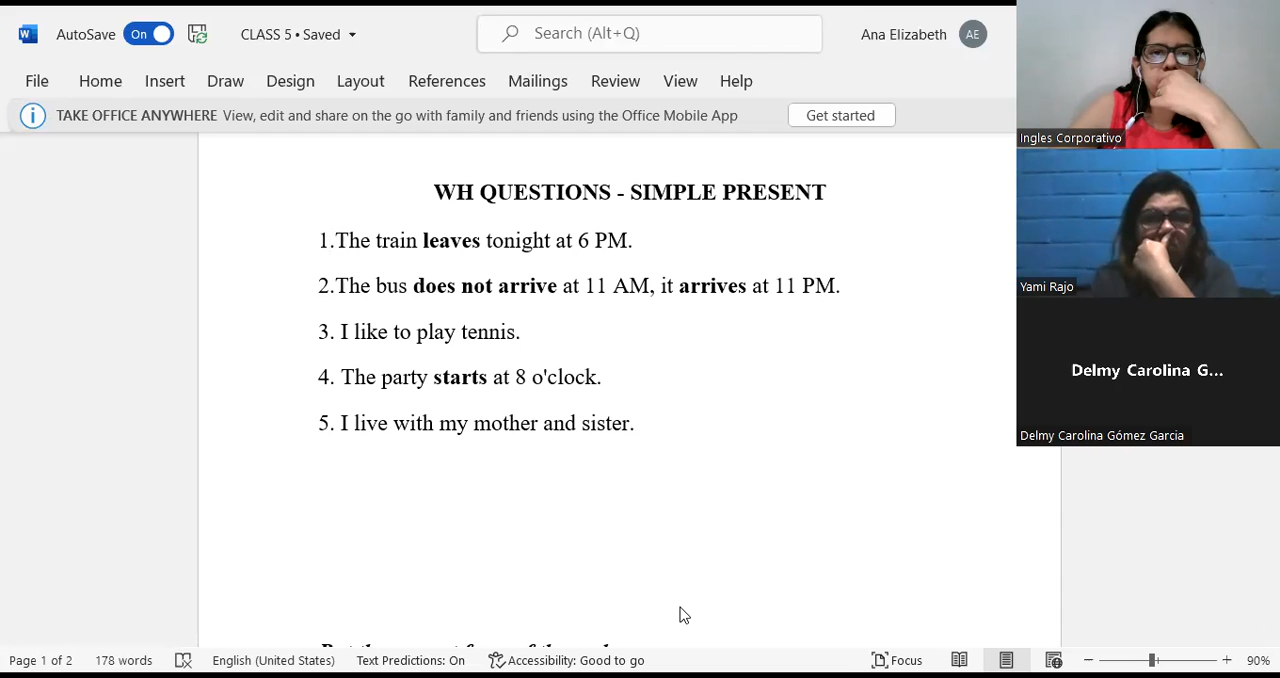 AutoSave On CLASS 5 • Saved Search (Alt+Q) Ana Elizabeth AE
File Home Insert Draw Design Layout References Mailings Review View Help
TAKE OFFICE ANYWHERE View, edit and share on the go with family and friends using the Office Mobile App Get started
WH QUESTIONS - SIMPLE PRESENT
1.The train leaves tonight at 6 PM.
2.The bus does not arrive at 11 AM, it arrives at 11 PM.
3. I like to play tennis.
4. The party starts at 8 o'clock.
5. I live with my mother and sister.
Ingles Corporativo
Yami Rajo
Delmy Carolina G...
Delmy Carolina Gómez Garcia
Page 1 of 2 178 words English (United States) Text Predictions: On Accessibility: Good to go Focus 90%